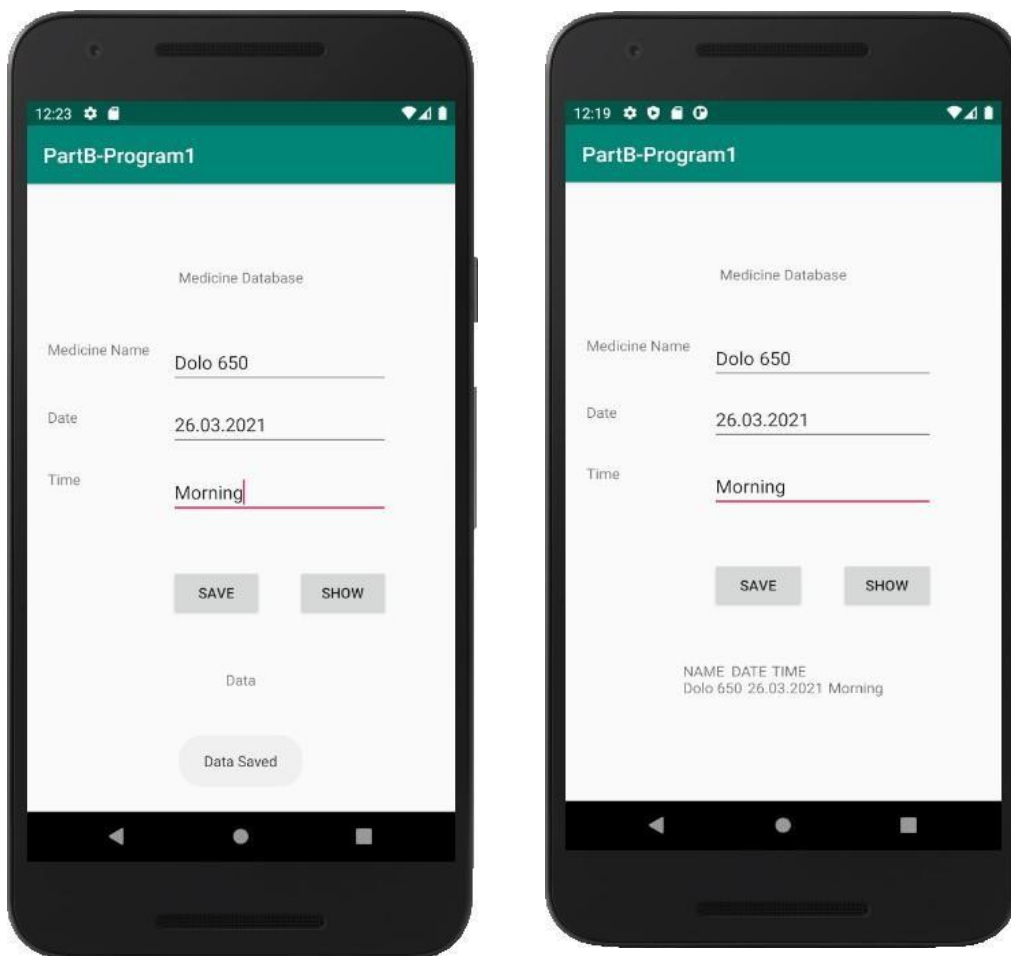 12:23
PartB-Program1
Medicine Database
Medicine Name
Dolo 650
Date
26.03.2021
Time
Morning
SAVE SHOW
Data
Data Saved
12:19
PartB-Program1
Medicine Database
Medicine Name
Dolo 650
Date
26.03.2021
Time
Morning
SAVE SHOW
NAME DATE TIME
Dolo 650 26.03.2021 Morning